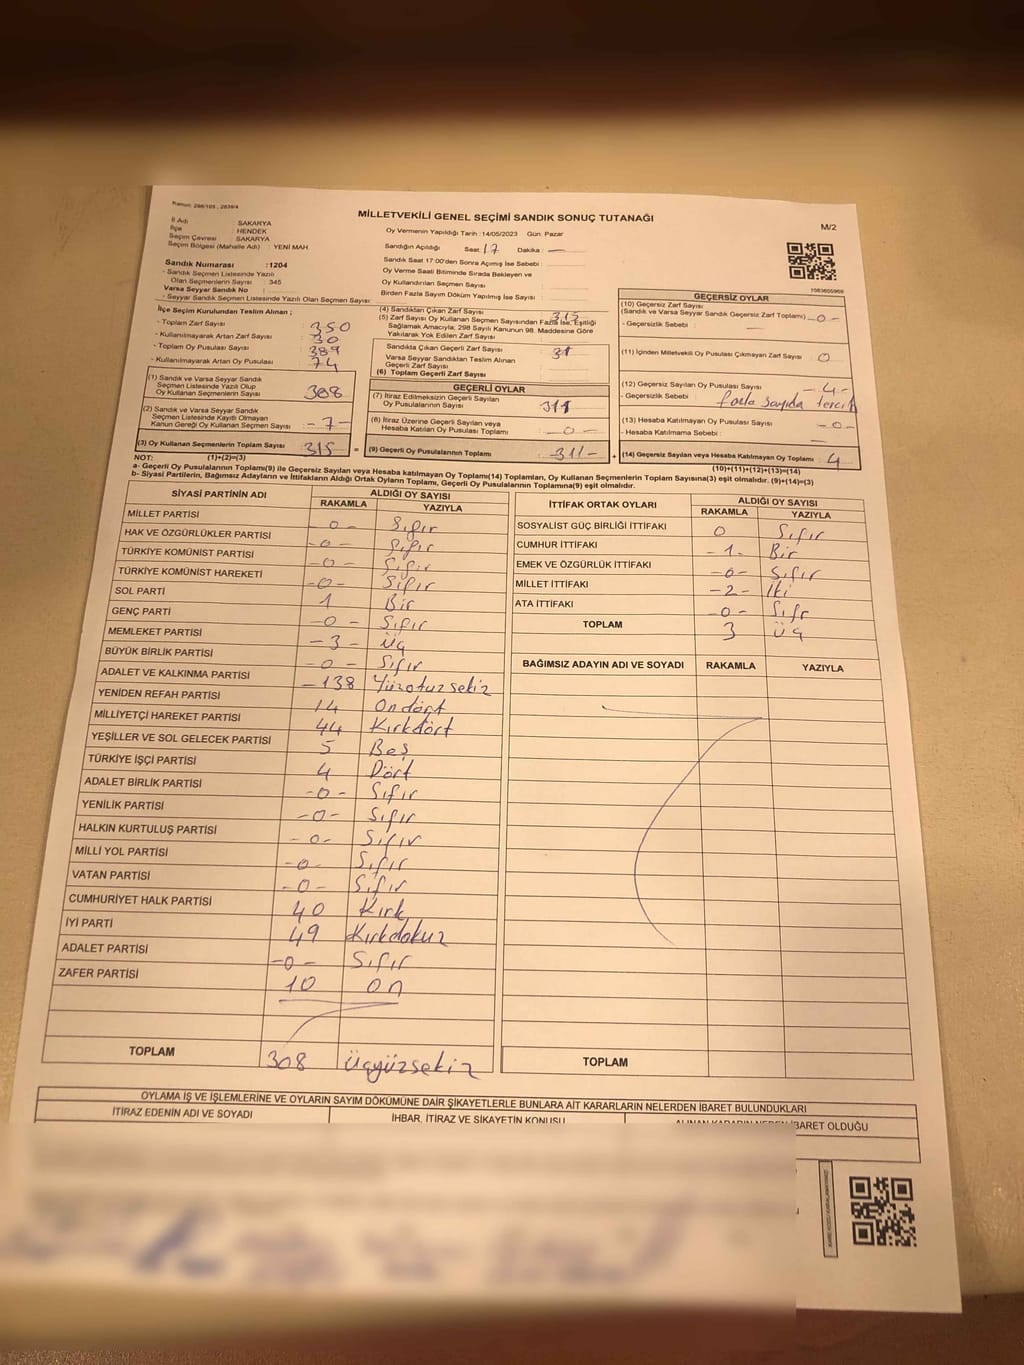 Kanun: 298/105 , 2839/4
MİLLETVEKİLİ GENEL SEÇİMİ SANDIK SONUÇ TUTANAĞI
M/2
İl Adı : SAKARYA
İlçe : HENDEK
Seçim Çevresi : SAKARYA
Seçim Bölgesi (Mahalle Adı) : YENİ MAH.
Oy Vermenin Yapıldığı Tarih : 14/05/2023 Gün: Pazar
Sandığın Açıldığı Saat : 17 Dakika : —
Sandık Saat 17:00'den Sonra Açımış İse Sebebi :
Oy Verme Saati Bitiminde Sırada Bekleyen ve
Oy Kullandırılan Seçmen Sayısı :
Birden Fazla Sayım Döküm Yapılmış İse Sayısı :
Sandık Numarası : 1204
- Sandık Seçmen Listesinde Yazılı
Olan Seçmenlerin Sayısı : 345
Varsa Seyyar Sandık No :
- Seyyar Sandık Seçmen Listesinde Yazılı Olan Seçmen Sayısı :
İlçe Seçim Kurulundan Teslim Alınan ;
- Toplam Zarf Sayısı : 350
- Kullanılmayarak Artan Zarf Sayısı : 30
- Toplam Oy Pusulası Sayısı : 389
- Kullanılmayarak Artan Oy Pusulası : 74
(1) Sandık ve Varsa Seyyar Sandık
Seçmen Listesinde Yazılı Olup
Oy Kullanan Seçmenlerin Sayısı : 308
(2) Sandık ve Varsa Seyyar Sandık
Seçmen Listesinde Kayıtlı Olmayan
Kanun Gereği Oy Kullanan Seçmen Sayısı : - 7 -
(3) Oy Kullanan Seçmenlerin Toplam Sayısı : 315
(4) Sandıktan Çıkan Zarf Sayısı : 315
(5) Zarf Sayısı Oy Kullanan Seçmen Sayısından Fazla İse, Eşitliği
Sağlamak Amacıyla; 298 Sayılı Kanunun 98. Maddesine Göre
Yakılarak Yok Edilen Zarf Sayısı :
Sandıkta Çıkan Geçerli Zarf Sayısı :
Varsa Seyyar Sandıktan Teslim Alınan
Geçerli Zarf Sayısı :
(6) Toplam Geçerli Zarf Sayısı :
GEÇERLİ OYLAR
(7) İtiraz Edilmeksizin Geçerli Sayılan
Oy Pusulalarının Sayısı : 311
(8) İtiraz Üzerine Geçerli Sayılan veya
Hesaba Katılan Oy Pusulası Toplamı : - 0 -
= (9) Geçerli Oy Pusulalarının Toplamı : -311-
1083605969
GEÇERSİZ OYLAR
(10) Geçersiz Zarf Sayısı
(Sandık ve Varsa Seyyar Sandık Geçersiz Zarf Toplamı) : -0-
- Geçersizlik Sebebi : —
(11) İçinden Milletvekili Oy Pusulası Çıkmayan Zarf Sayısı : 0
(12) Geçersiz Sayılan Oy Pusulası Sayısı : -4-
- Geçersizlik Sebebi : fazla sayıda tercih
(13) Hesaba Katılmayan Oy Pusulası Sayısı : -0-
- Hesaba Katılmama Sebebi : —
+ (14) Geçersiz Sayılan veya Hesaba Katılmayan Oy Toplamı : 4
NOT: (1)+(2)=(3)
(10)+(11)+(12)+(13)=(14)
a- Geçerli Oy Pusulalarının Toplamı(9) ile Geçersiz Sayılan veya Hesaba katılmayan Oy Toplamı(14) Toplamları, Oy Kullanan Seçmenlerin Toplam Sayısına(3) eşit olmalıdır. (9)+(14)=(3)
b- Siyasi Partilerin, Bağımsız Adayların ve İttifakların Aldığı Ortak Oyların Toplamı, Geçerli Oy Pusulalarının Toplamına(9) eşit olmalıdır.
SİYASİ PARTİNİN ADI ALDIĞI OY SAYISI
RAKAMLA YAZIYLA
MİLLET PARTİSİ - 0 - Sıfır
HAK VE ÖZGÜRLÜKLER PARTİSİ -0- Sıfır
TÜRKİYE KOMÜNİST PARTİSİ -0- Sıfır
TÜRKİYE KOMÜNİST HAREKETİ -0- Sıfır
SOL PARTİ 1 Bir
GENÇ PARTİ -0- Sıfır
MEMLEKET PARTİSİ -3- Üç
BÜYÜK BİRLİK PARTİSİ -0- Sıfır
ADALET VE KALKINMA PARTİSİ -138 Yüzotuzsekiz
YENİDEN REFAH PARTİSİ 14 Ondört
MİLLİYETÇİ HAREKET PARTİSİ 44 Kırkdört
YEŞİLLER VE SOL GELECEK PARTİSİ 5 Beş
TÜRKİYE İŞÇİ PARTİSİ 4 Dört
ADALET BİRLİK PARTİSİ -0- Sıfır
YENİLİK PARTİSİ -0- Sıfır
HALKIN KURTULUŞ PARTİSİ -0- Sıfır
MİLLİ YOL PARTİSİ -0- Sıfır
VATAN PARTİSİ -0- Sıfır
CUMHURİYET HALK PARTİSİ 40 Kırk
İYİ PARTİ 49 Kırkdokuz
ADALET PARTİSİ -0- Sıfır
ZAFER PARTİSİ 10 on
TOPLAM 308 Üçyüzsekiz
İTTİFAK ORTAK OYLARI ALDIĞI OY SAYISI
RAKAMLA YAZIYLA
SOSYALİST GÜÇ BİRLİĞİ İTTİFAKI 0 Sıfır
CUMHUR İTTİFAKI -1- Bir
EMEK VE ÖZGÜRLÜK İTTİFAKI -0- Sıfır
MİLLET İTTİFAKI -2- İki
ATA İTTİFAKI -0- Sıfr
TOPLAM 3 üç
BAĞIMSIZ ADAYIN ADI VE SOYADI RAKAMLA YAZIYLA
TOPLAM
OYLAMA İŞ VE İŞLEMLERİNE VE OYLARIN SAYIM DÖKÜMÜNE DAİR ŞİKAYETLERLE BUNLARA AİT KARARLARIN NELERDEN İBARET BULUNDUKLARI
İTİRAZ EDENİN ADI VE SOYADI İHBAR, İTİRAZ VE ŞİKAYETİN KONUSU ALINAN KARARIN NEDEN İBARET OLDUĞU